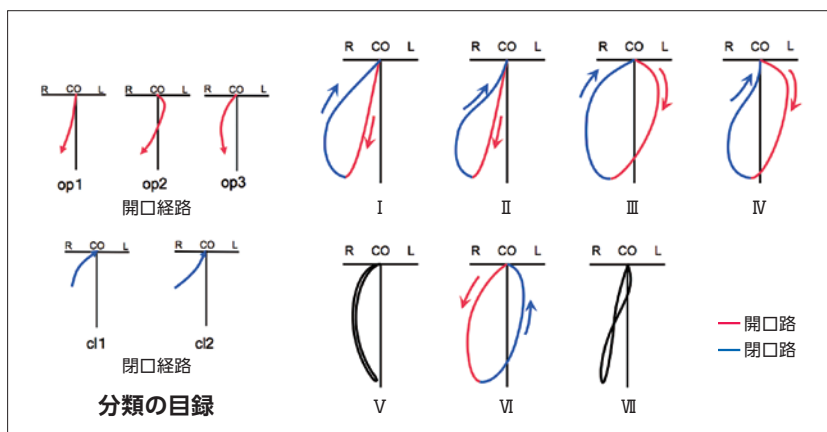 R CO L
R CO L
R CO L
op1
op2
op3
開口経路
R CO L
R CO L
cl1
cl2
閉口経路
分類の目録
R CO L
R CO L
R CO L
R CO L
Ⅰ
Ⅱ
Ⅲ
Ⅳ
R CO L
R CO L
R CO L
Ⅴ
Ⅵ
Ⅶ
開口路
閉口路